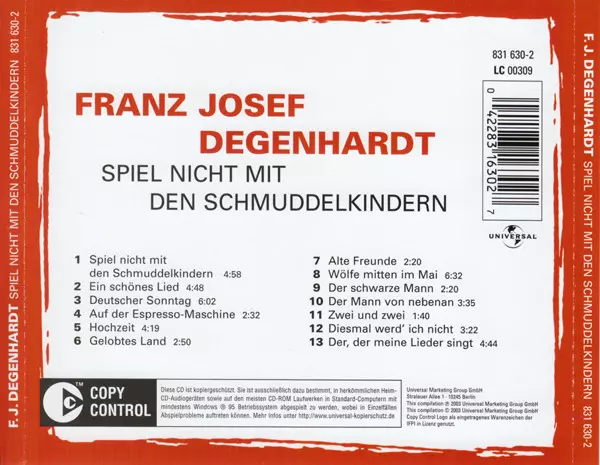 F. J. DEGENHARDT SPIEL NICHT MIT DEN SCHMUDDELKINDERN 831 630-2
831 630-2
LC 00309
FRANZ JOSEF
DEGENHARDT
SPIEL NICHT MIT
DEN SCHMUDDELKINDERN
0 42283 16302 7
UNIVERSAL
1 Spiel nicht mit
den Schmuddelkindern 4:58
2 Ein schönes Lied 4:48
3 Deutscher Sonntag 6:02
4 Auf der Espresso-Maschine 2:32
5 Hochzeit 4:19
6 Gelobtes Land 2:50
7 Alte Freunde 2:20
8 Wölfe mitten im Mai 6:32
9 Der schwarze Mann 2:20
10 Der Mann von nebenan 3:35
11 Zwei und zwei 1:40
12 Diesmal werd' ich nicht 3:22
13 Der, der meine Lieder singt 4:44
COPY
CONTROL
Diese CD ist kopiergeschützt. Sie ist ausschließlich dazu bestimmt, in herkömmlichen Heim-
CD-Audiogeräten sowie auf den meisten CD-ROM Laufwerken in Standard-Computern mit
mindestens Windows ® 95 Betriebssystem abgespielt zu werden, wobei in Einzelfällen
Abspielprobleme auftreten können. Mehr Infos unter http://www.universal-kopierschutz.de.
Universal Marketing Group GmbH
Stralauer Allee 1 - 10245 Berlin
This compilation ℗ 2003 Universal Marketing Group GmbH
This compilation © 2003 Universal Marketing Group GmbH
Copy Control Logo als eingetragenes Warenzeichen der
IFPI in Lizenz genutzt.
F. J. DEGENHARDT SPIEL NICHT MIT DEN SCHMUDDELKINDERN 831 630-2